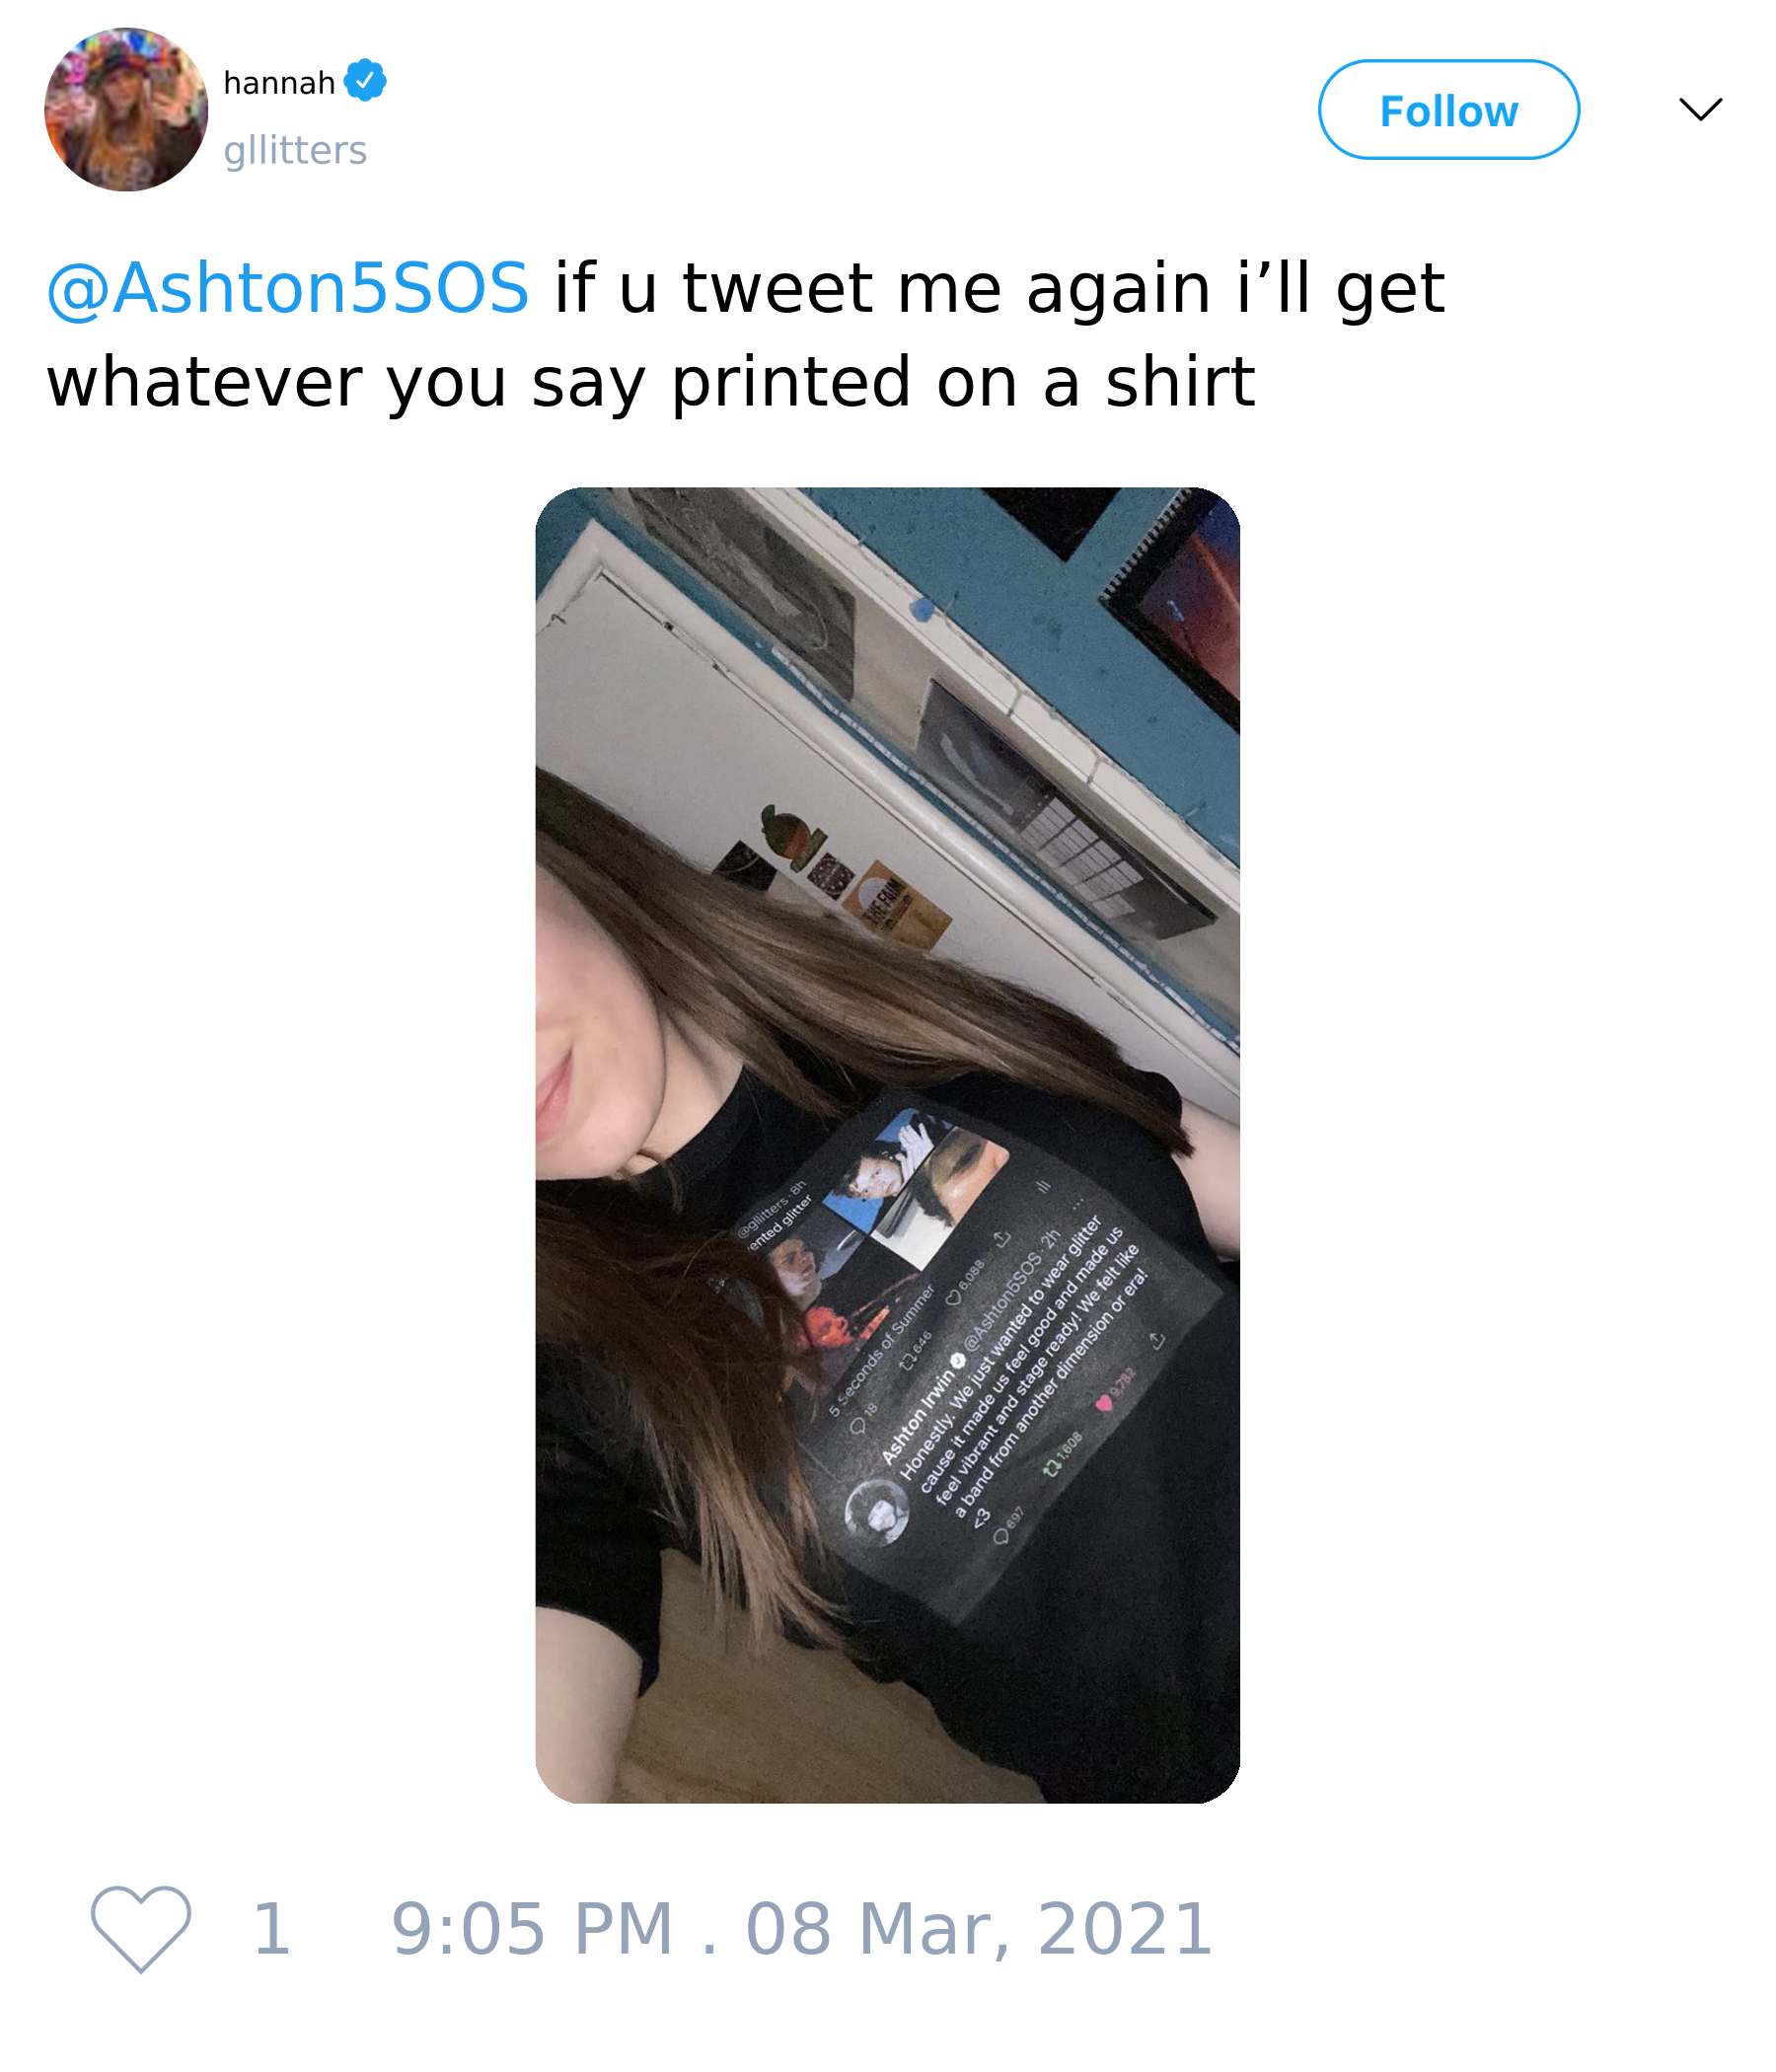 hannah
gllitters
Follow
@Ashton5SOS if u tweet me again i’ll get
whatever you say printed on a shirt
THE FAIM
@gllitters · 8h
ented glitter
5 Seconds of Summer
18 646 6,088
Ashton Irwin @Ashton5SOS · 2h
Honestly. We just wanted to wear glitter
cause it made us feel good and made us
feel vibrant and stage ready! We felt like
a band from another dimension or era!
<3
697 1,608 9,782
1 9:05 PM . 08 Mar, 2021